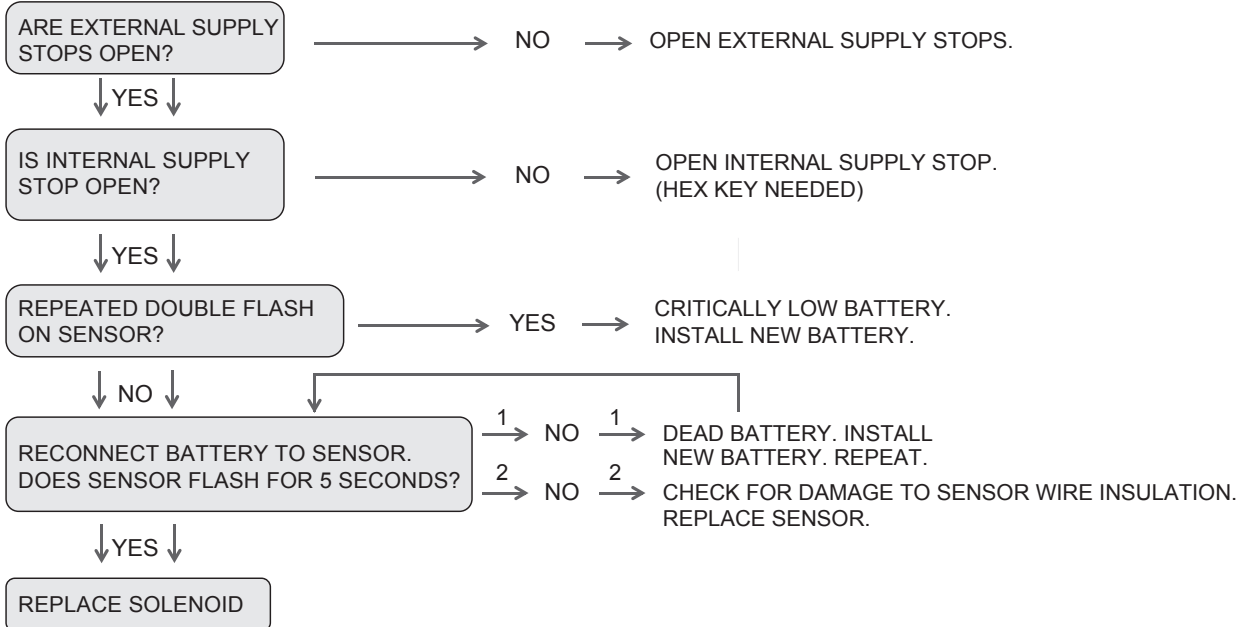 ARE EXTERNAL SUPPLY
STOPS OPEN?
NO
OPEN EXTERNAL SUPPLY STOPS.
YES
IS INTERNAL SUPPLY
STOP OPEN?
NO
OPEN INTERNAL SUPPLY STOP.
(HEX KEY NEEDED)
YES
REPEATED DOUBLE FLASH
ON SENSOR?
YES
CRITICALLY LOW BATTERY.
INSTALL NEW BATTERY.
NO
RECONNECT BATTERY TO SENSOR.
DOES SENSOR FLASH FOR 5 SECONDS?
1 NO 1
DEAD BATTERY. INSTALL
NEW BATTERY. REPEAT.
2 NO 2
CHECK FOR DAMAGE TO SENSOR WIRE INSULATION.
REPLACE SENSOR.
YES
REPLACE SOLENOID